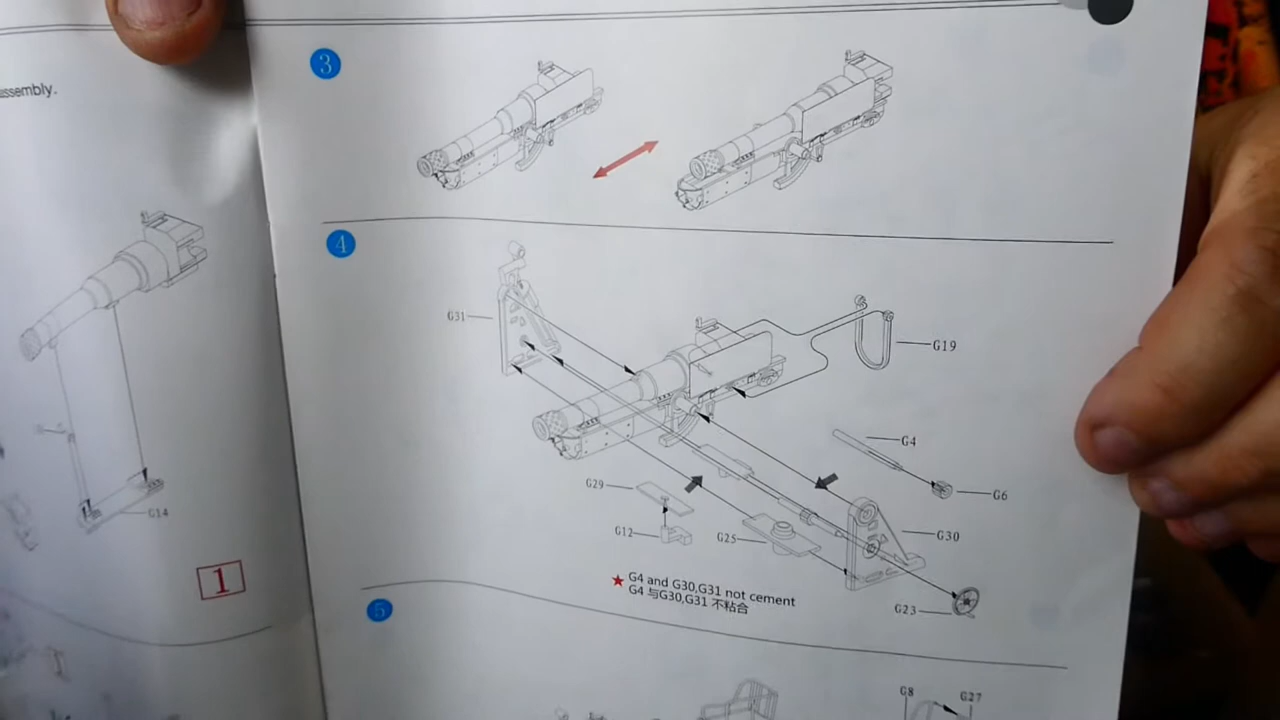 assembly.
G14
1
3
4
G31
G19
G4
G6
G29
G12
G25
G30
G23
★ G4 and G30,G31 not cement
G4 与G30,G31 不粘合
5
G8
G27